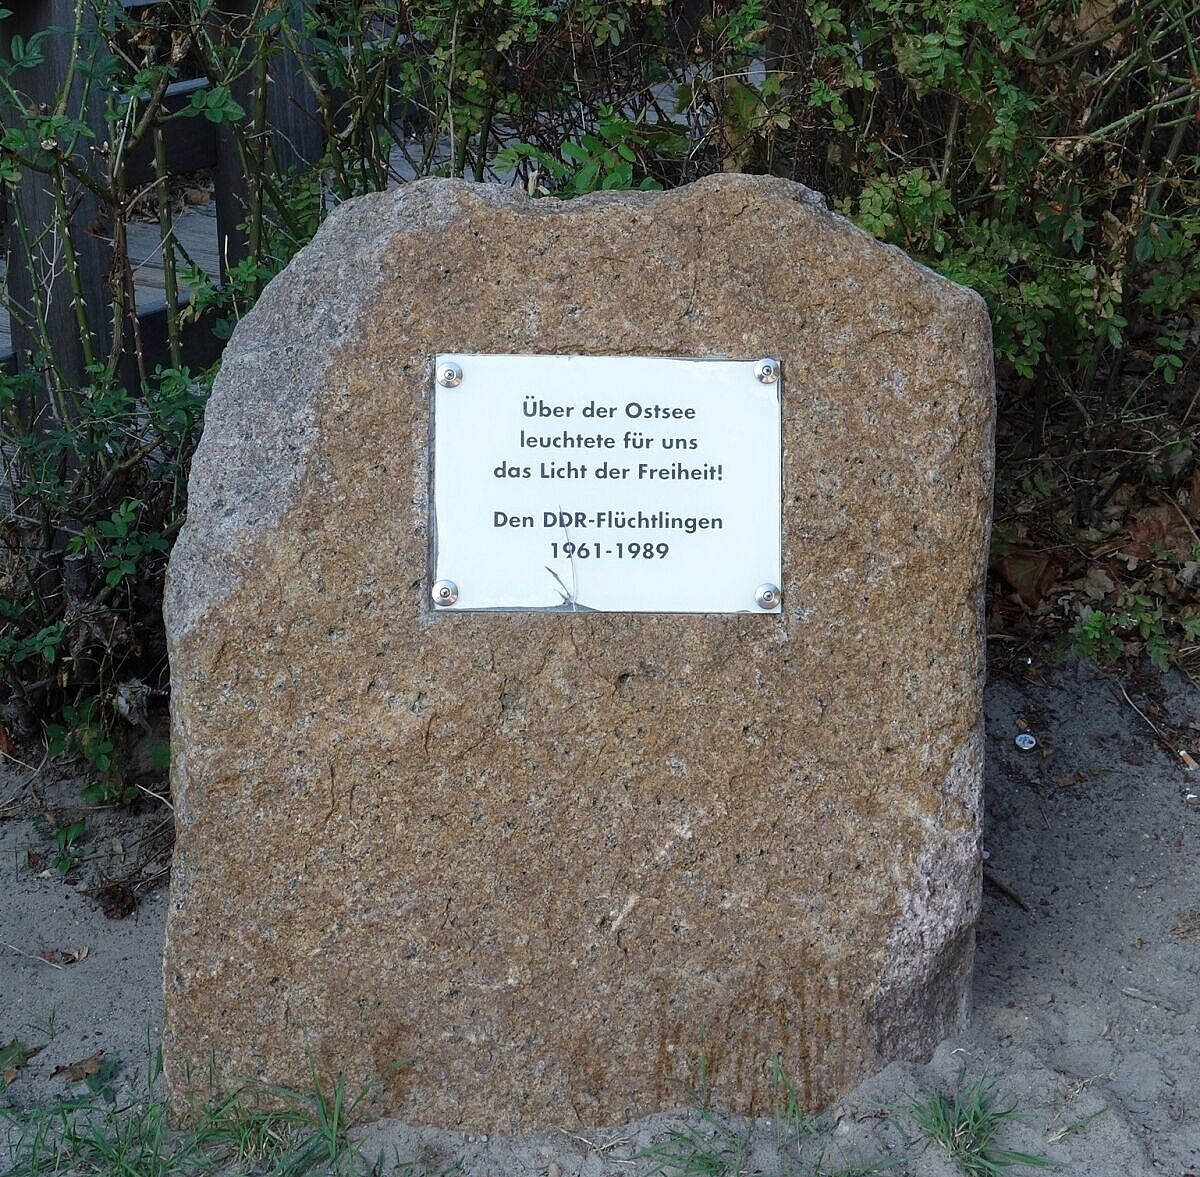 Über der Ostsee
leuchtete für uns
das Licht der Freiheit!
Den DDR-Flüchtlingen
1961-1989